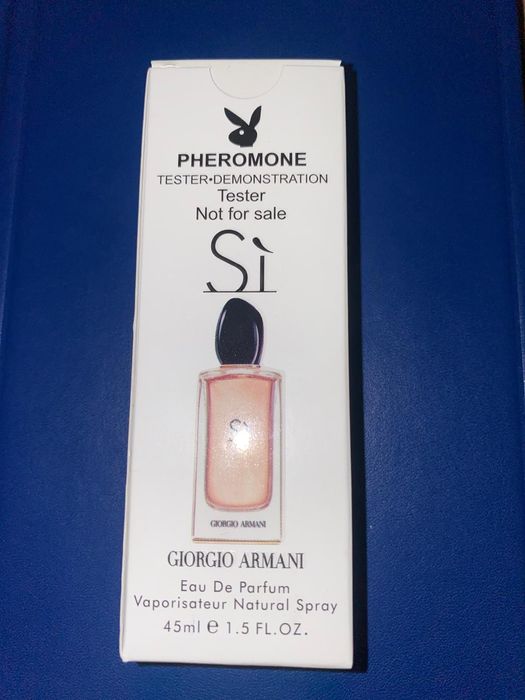 PHEROMONE
TESTER•DEMONSTRATION
Tester
Not for sale
Sì
Sì
GIORGIO ARMANI
GIORGIO ARMANI
Eau De Parfum
Vaporisateur Natural Spray
45ml e 1.5 FL.OZ.